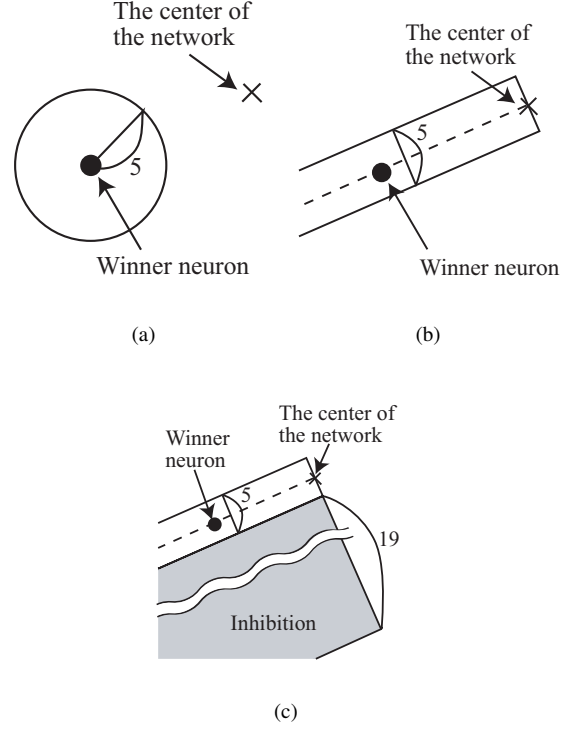 The center of
the network
5
Winner neuron
(a)
The center of
the network
5
Winner neuron
(b)
The center of
the network
Winner
neuron
5
19
Inhibition
(c)